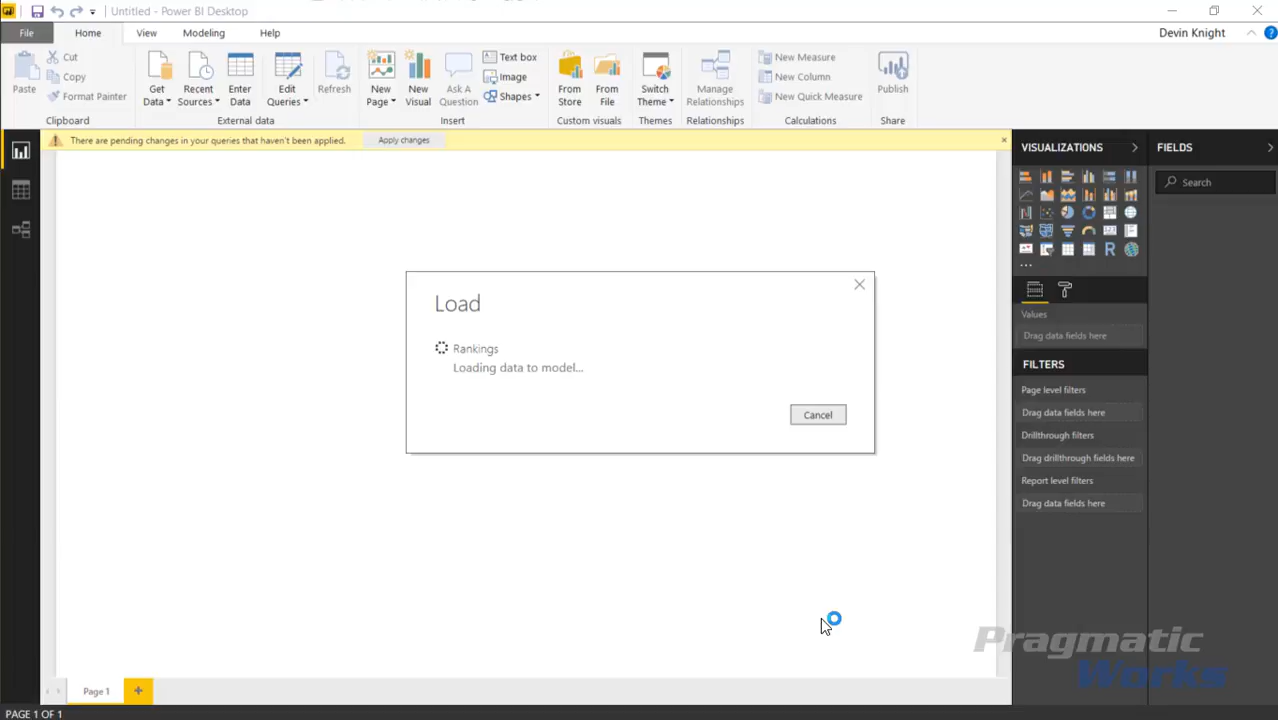 Untitled - Power BI Desktop
File
Home
View
Modeling
Help
Devin Knight
Paste
Cut
Copy
Format Painter
Clipboard
Get Data
Recent Sources
Enter Data
Edit Queries
Refresh
External data
New Page
New Visual
Ask A Question
Text box
Image
Shapes
Insert
From Store
From File
Custom visuals
Switch Theme
Themes
Manage Relationships
Relationships
New Measure
New Column
New Quick Measure
Calculations
Publish
Share
There are pending changes in your queries that haven't been applied.
Apply changes
VISUALIZATIONS
FIELDS
Search
R
Values
Drag data fields here
FILTERS
Page level filters
Drag data fields here
Drillthrough filters
Drag drillthrough fields here
Report level filters
Drag data fields here
Load
Rankings
Loading data to model...
Cancel
Pragmatic
Works
Page 1
PAGE 1 OF 1